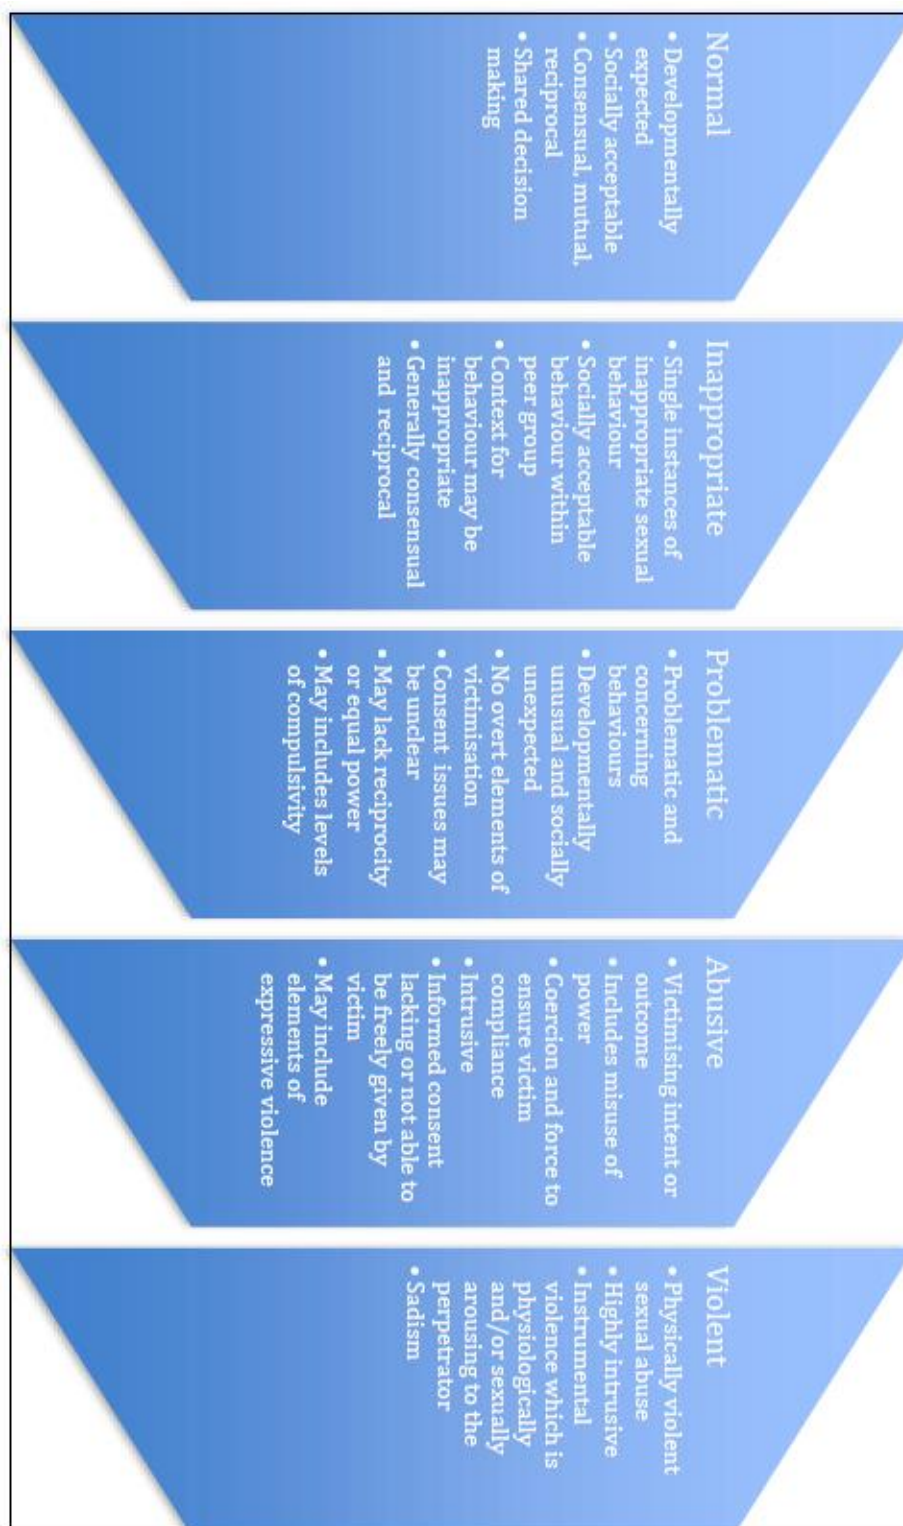 Normal
• Developmentally
expected
• Socially acceptable
• Consensual, mutual,
reciprocal
• Shared decision
making
Inappropriate
• Single instances of
inappropriate sexual
behaviour
• Socially acceptable
behaviour within
peer group
• Context for
behaviour may be
inappropriate
• Generally consensual
and reciprocal
Problematic
• Problematic and
concerning
behaviours
• Developmentally
unusual and socially
unexpected
• No overt elements of
victimisation
• Consent issues may
be unclear
• May lack reciprocity
or equal power
• May includes levels
of compulsivity
Abusive
• Victimising intent or
outcome
• Includes misuse of
power
• Coercion and force to
ensure victim
compliance
• Intrusive
• Informed consent
lacking or not able to
be freely given by
victim
• May include
elements of
expressive violence
Violent
• Physically violent
sexual abuse
• Highly intrusive
• Instrumental
violence which is
physiologically
and/or sexually
arousing to the
perpetrator
• Sadism